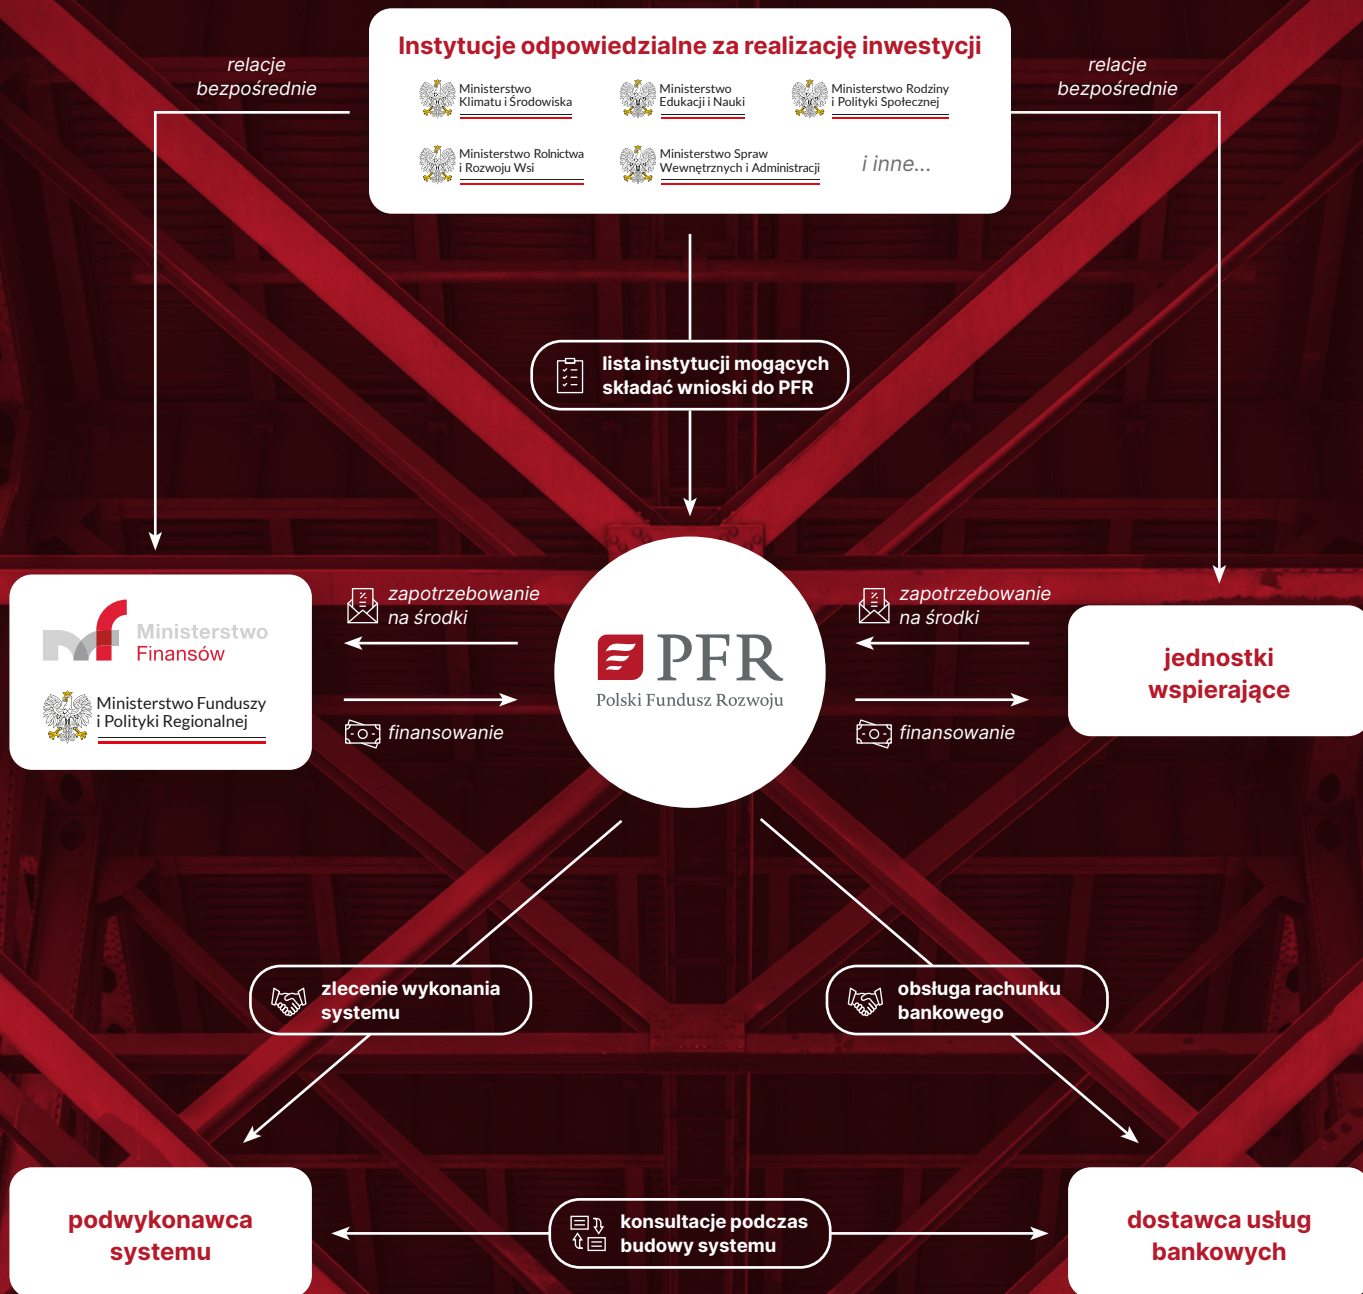 Instytucje odpowiedzialne za realizację inwestycji
relacje
bezpośrednie
relacje
bezpośrednie
Ministerstwo
Klimatu i Środowiska
Ministerstwo
Edukacji i Nauki
Ministerstwo Rodziny
i Polityki Społecznej
Ministerstwo Rolnictwa
i Rozwoju Wsi
Ministerstwo Spraw
Wewnętrznych i Administracji
i inne...
lista instytucji mogących
składać wnioski do PFR
Ministerstwo
Finansów
Ministerstwo Funduszy
i Polityki Regionalnej
zapotrzebowanie
na środki
finansowanie
PFR
Polski Fundusz Rozwoju
zapotrzebowanie
na środki
finansowanie
jednostki
wspierające
zlecenie wykonania
systemu
obsługa rachunku
bankowego
podwykonawca
systemu
konsultacje podczas
budowy systemu
dostawca usług
bankowych